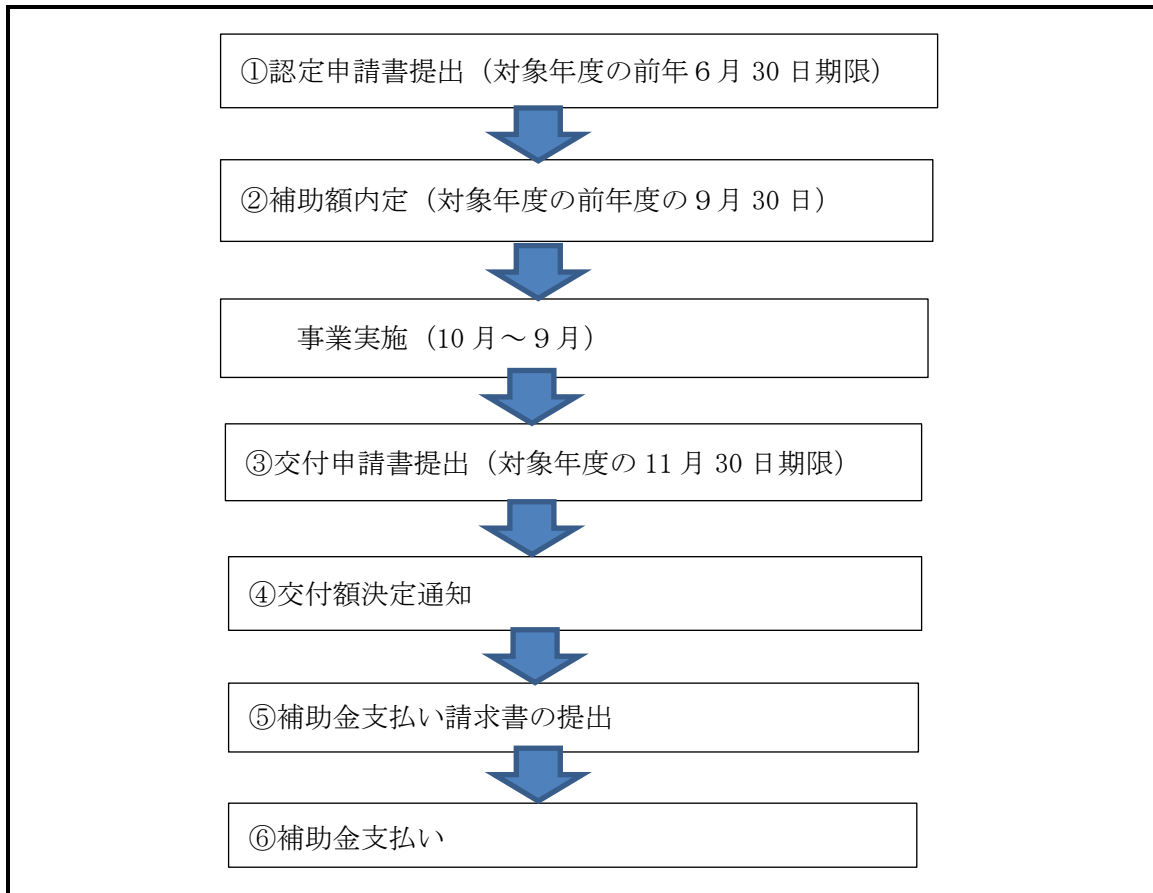 ①認定申請書提出（対象年度の前年６月 30 日期限）
②補助額内定（対象年度の前年度の９月 30 日）
事業実施（10 月～９月）
③交付申請書提出（対象年度の 11 月 30 日期限）
④交付額決定通知
⑤補助金支払い請求書の提出
⑥補助金支払い